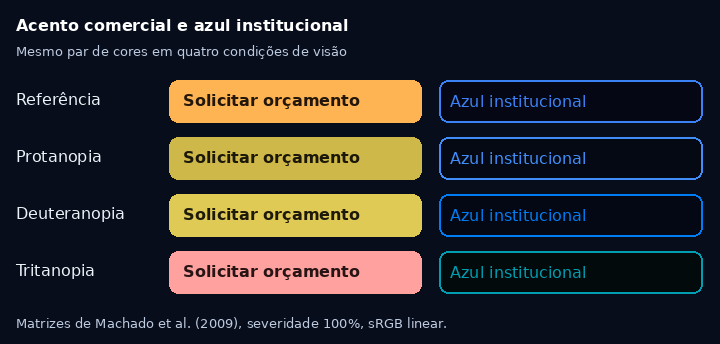 Acento comercial e azul institucional
Mesmo par de cores em quatro condições de visão
Referência Solicitar orçamento Azul institucional
Protanopia Solicitar orçamento Azul institucional
Deuteranopia Solicitar orçamento Azul institucional
Tritanopia Solicitar orçamento Azul institucional
Matrizes de Machado et al. (2009), severidade 100%, sRGB linear.